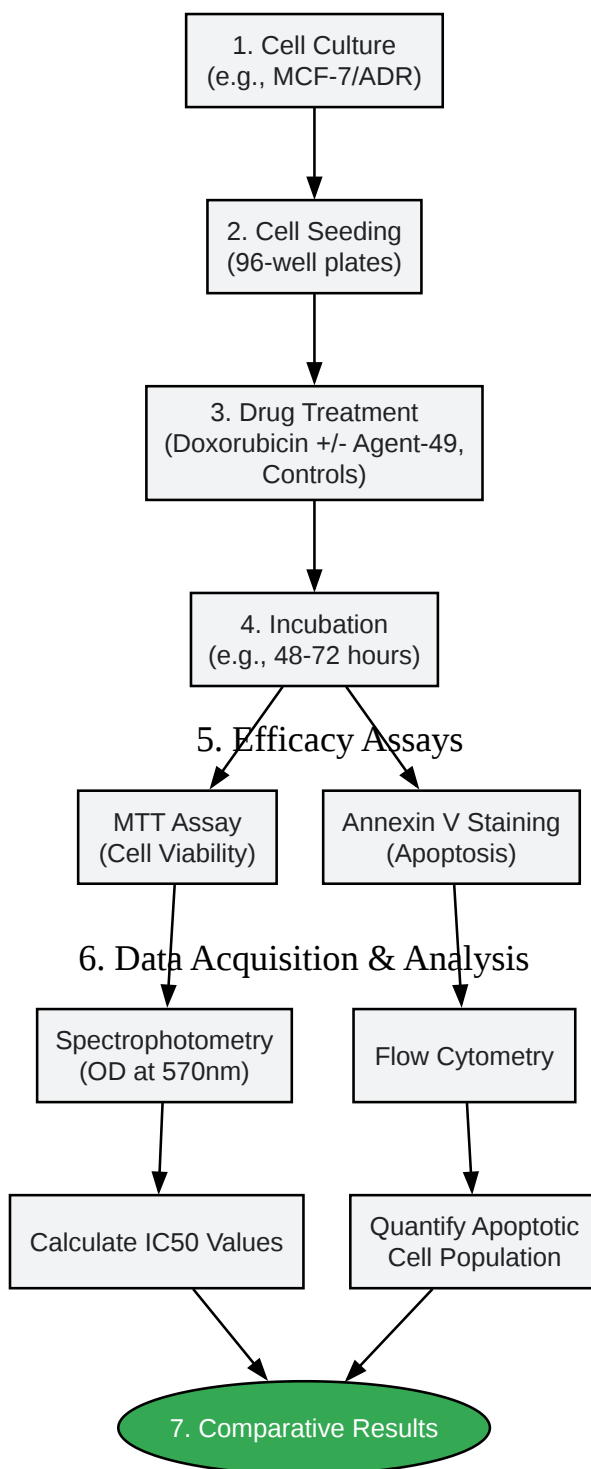 1. Cell Culture
(e.g., MCF-7/ADR)
2. Cell Seeding
(96-well plates)
3. Drug Treatment
(Doxorubicin +/- Agent-49,
Controls)
4. Incubation
(e.g., 48-72 hours)
5. Efficacy Assays
MTT Assay
(Cell Viability)
Annexin V Staining
(Apoptosis)
6. Data Acquisition & Analysis
Spectrophotometry
(OD at 570nm)
Flow Cytometry
Calculate IC50 Values
Quantify Apoptotic
Cell Population
7. Comparative Results